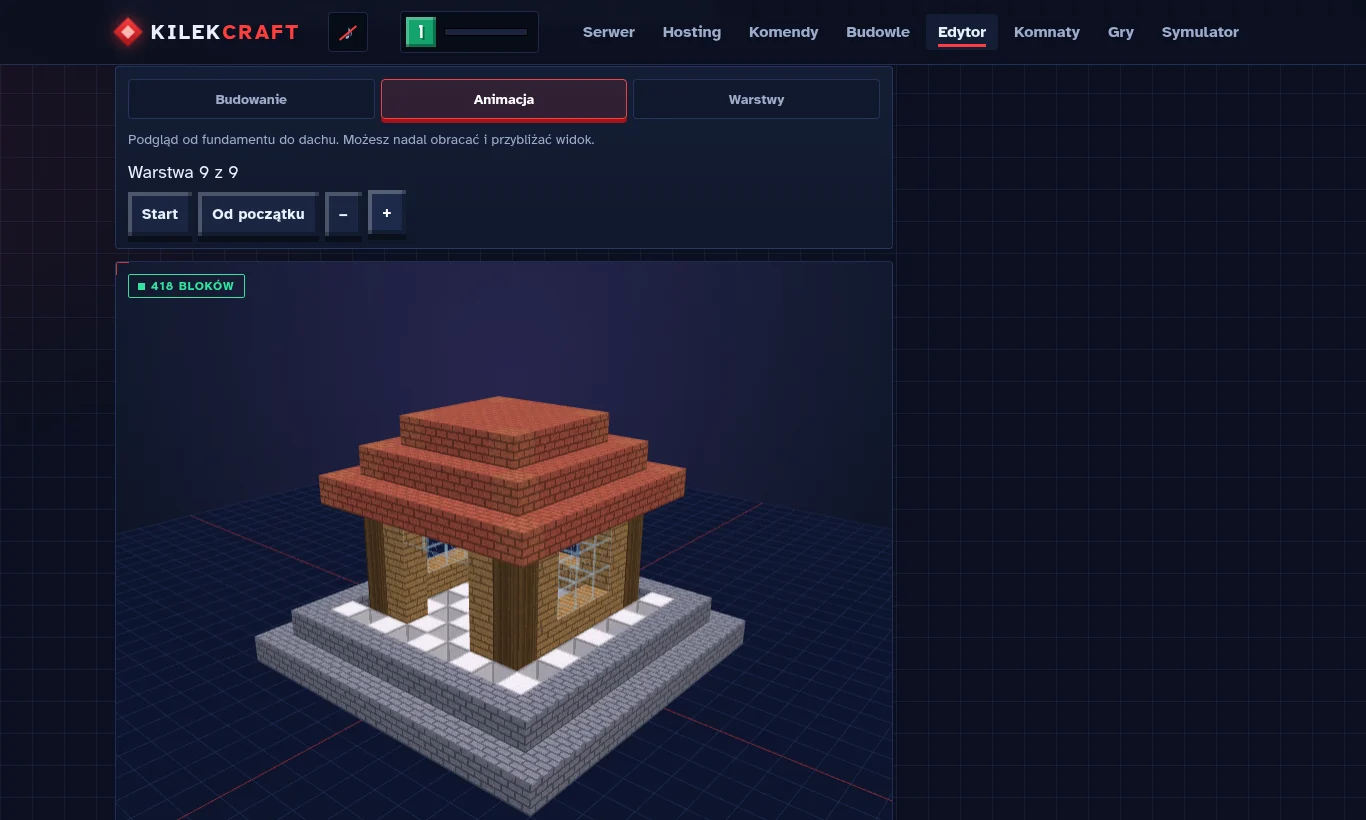 KILEKCRAFT
1
Serwer Hosting Komendy Budowle Edytor Komnaty Gry Symulator
Budowanie Animacja Warstwy
Podgląd od fundamentu do dachu. Możesz nadal obracać i przybliżać widok.
Warstwa 9 z 9
Start Od początku – +
418 BLOKÓW